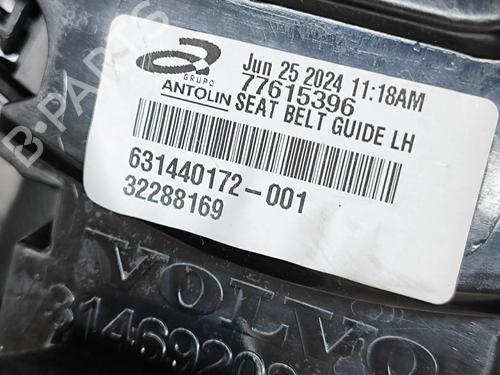 Jun 25 2024 11:18AM
77615396
GRUPO
ANTOLIN SEAT BELT GUIDE LH
631440172-001
32288169
VOLVO
B-PARTS